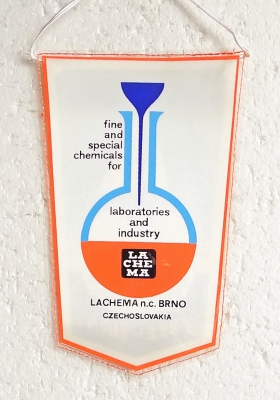 fine
and
special
chemicals
for
laboratories
and
industry
LA
CHE
MA
LACHEMA n.c. BRNO
CZECHOSLOVAKIA